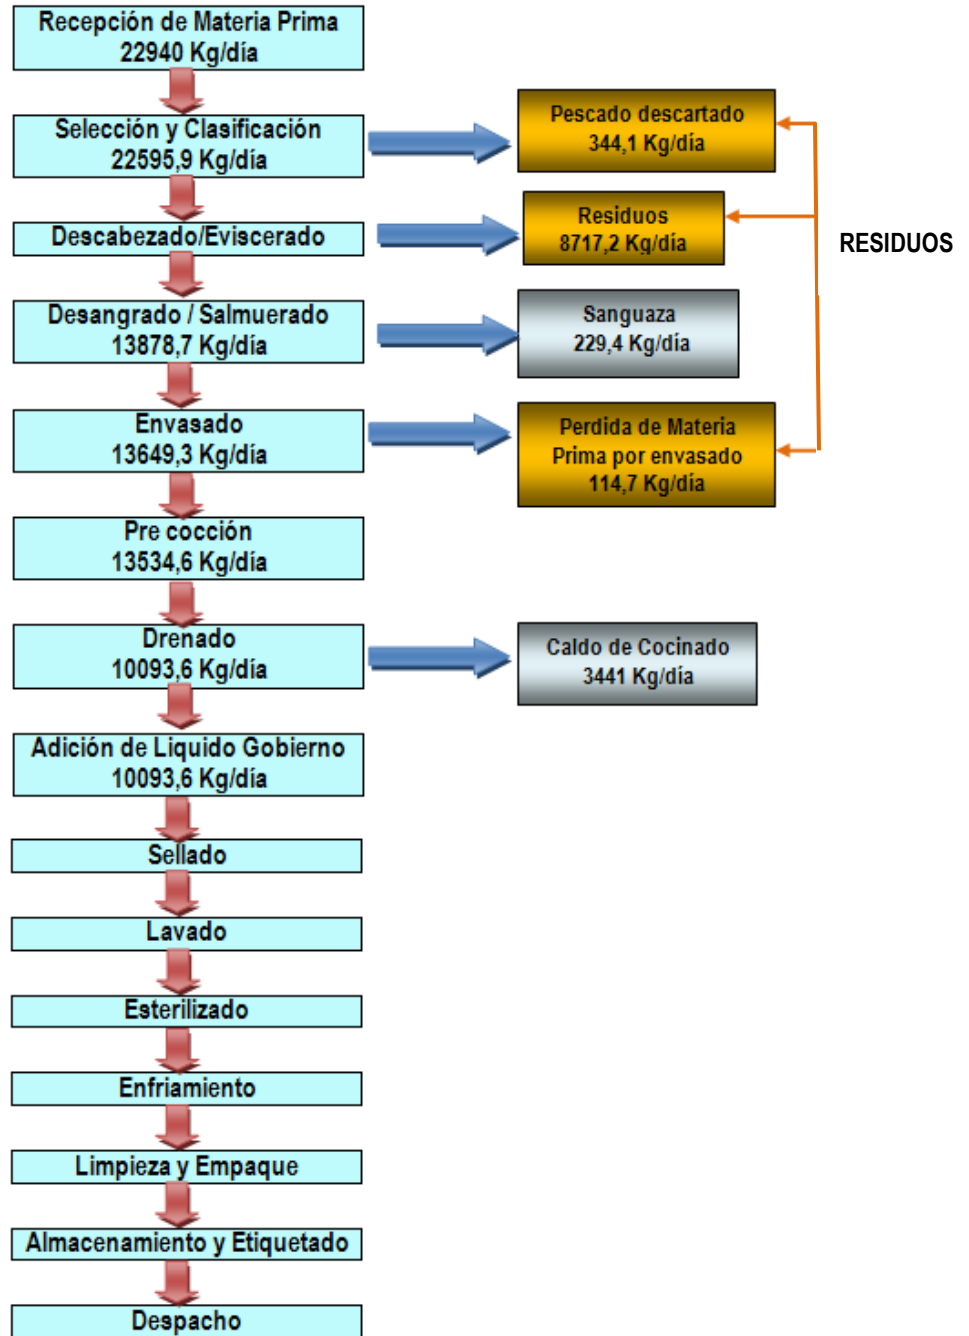 Recepción de Materia Prima
22940 Kg/día
Selección y Clasificación
22595,9 Kg/día
Pescado descartado
344,1 Kg/día
Descabezado/Eviscerado
Residuos
8717,2 Kg/día
RESIDUOS
Desangrado / Salmuerado
13878,7 Kg/día
Sanguaza
229,4 Kg/día
Envasado
13649,3 Kg/día
Perdida de Materia
Prima por envasado
114,7 Kg/día
Pre cocción
13534,6 Kg/día
Drenado
10093,6 Kg/día
Caldo de Cocinado
3441 Kg/día
Adición de Liquido Gobierno
10093,6 Kg/día
Sellado
Lavado
Esterilizado
Enfriamiento
Limpieza y Empaque
Almacenamiento y Etiquetado
Despacho